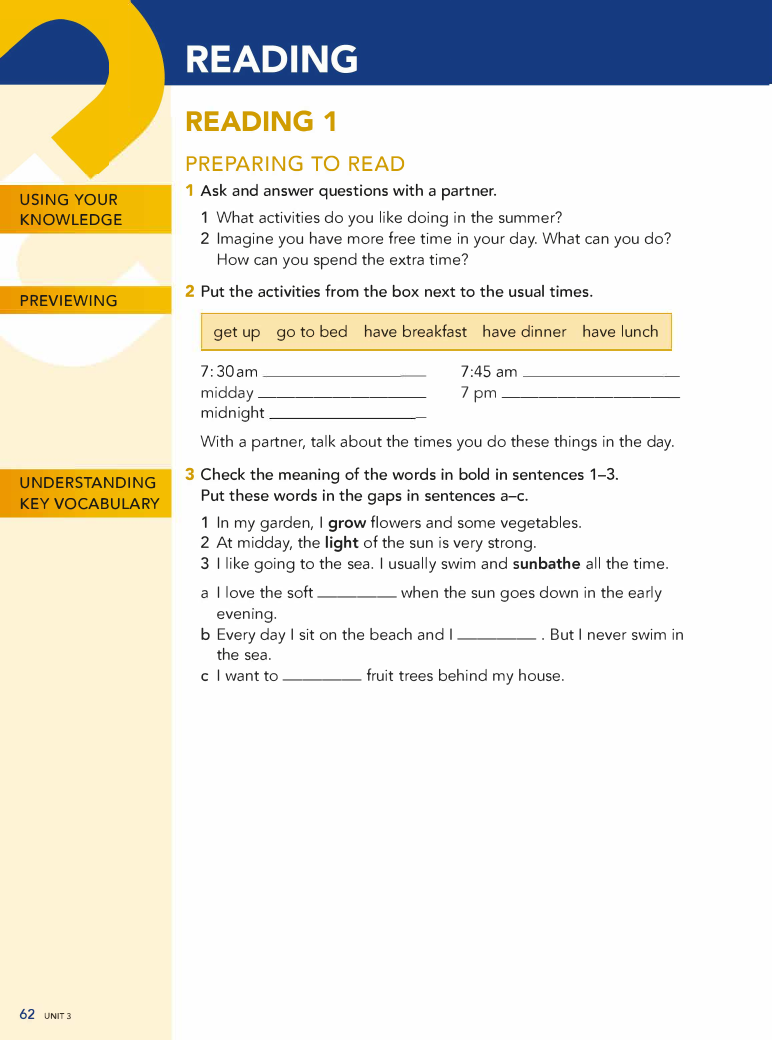 READING
READING 1
PREPARING TO READ
USING YOUR
KNOWLEDGE
1 Ask and answer questions with a partner.
1 What activities do you like doing in the summer?
2 Imagine you have more free time in your day. What can you do?
How can you spend the extra time?
PREVIEWING
2 Put the activities from the box next to the usual times.
get up go to bed have breakfast have dinner have lunch
7:30am ____________ 7:45 am ____________
midday ____________ 7 pm ____________
midnight ____________
With a partner, talk about the times you do these things in the day.
UNDERSTANDING
KEY VOCABULARY
3 Check the meaning of the words in bold in sentences 1–3.
Put these words in the gaps in sentences a–c.
1 In my garden, I grow flowers and some vegetables.
2 At midday, the light of the sun is very strong.
3 I like going to the sea. I usually swim and sunbathe all the time.
a I love the soft ________ when the sun goes down in the early
evening.
b Every day I sit on the beach and I ________ . But I never swim in
the sea.
c I want to ________ fruit trees behind my house.
62 UNIT 3